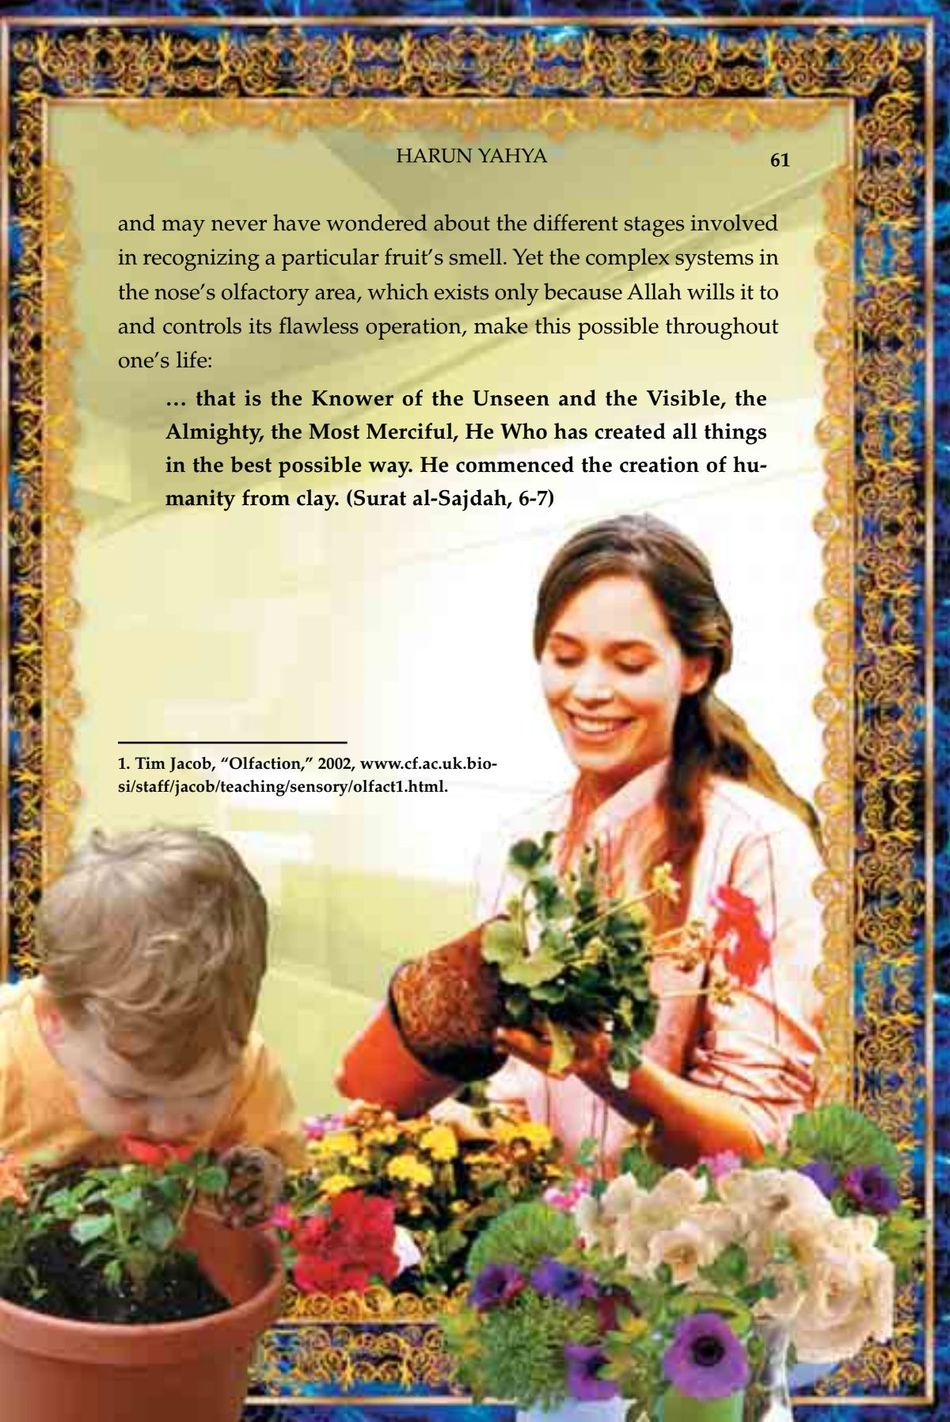 HARUN YAHYA
61
and may never have wondered about the different stages involved
in recognizing a particular fruit's smell. Yet the complex systems in
the nose's olfactory area, which exists only because Allah wills it to
and controls its flawless operation, make this possible throughout
one's life:
… that is the Knower of the Unseen and the Visible, the
Almighty, the Most Merciful, He Who has created all things
in the best possible way. He commenced the creation of hu-
manity from clay. (Surat al-Sajdah, 6-7)
1. Tim Jacob, “Olfaction,” 2002, www.cf.ac.uk.bio-
si/staff/jacob/teaching/sensory/olfact1.html.